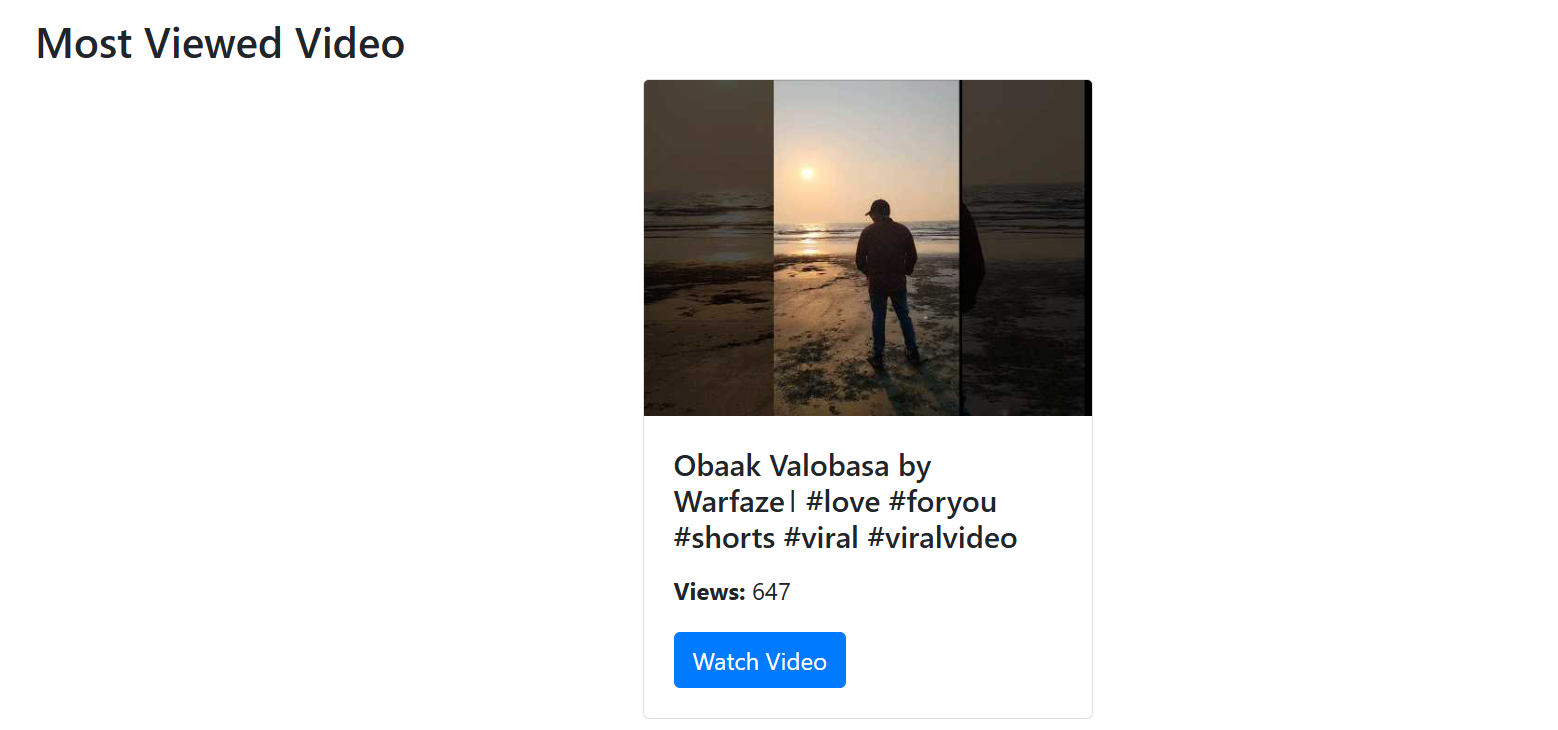 Most Viewed Video
Obaak Valobasa by
Warfaze| #love #foryou
#shorts #viral #viralvideo
Views: 647
Watch Video